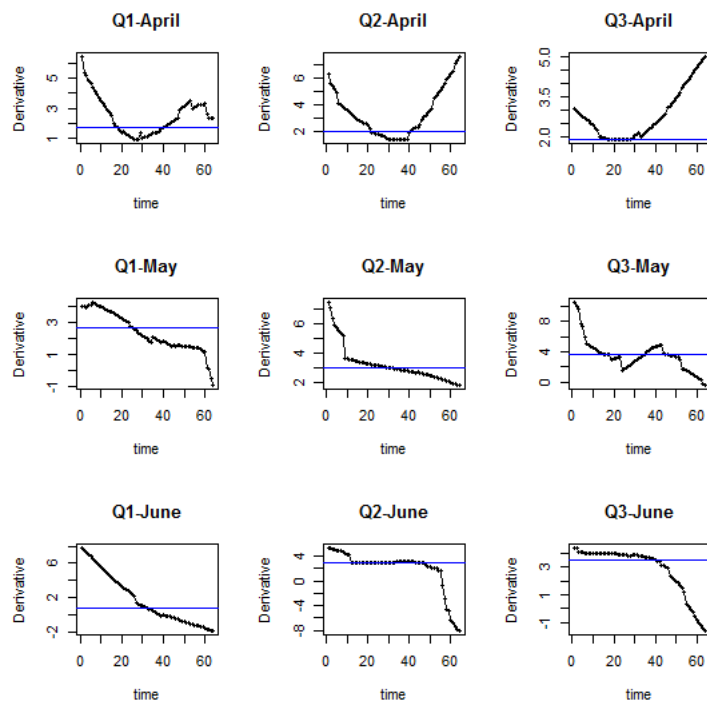 Q1-April
Q2-April
Q3-April
Derivative
1 3 5
0 20 40 60
time
Derivative
2 4 6
0 20 40 60
time
Derivative
2.0 3.5 5.0
0 20 40 60
time
Q1-May
Q2-May
Q3-May
Derivative
-1 1 3
0 20 40 60
time
Derivative
2 4 6
0 20 40 60
time
Derivative
0 4 8
0 20 40 60
time
Q1-June
Q2-June
Q3-June
Derivative
-2 2 6
0 20 40 60
time
Derivative
-8 -4 0 4
0 20 40 60
time
Derivative
-1 1 3
0 20 40 60
time